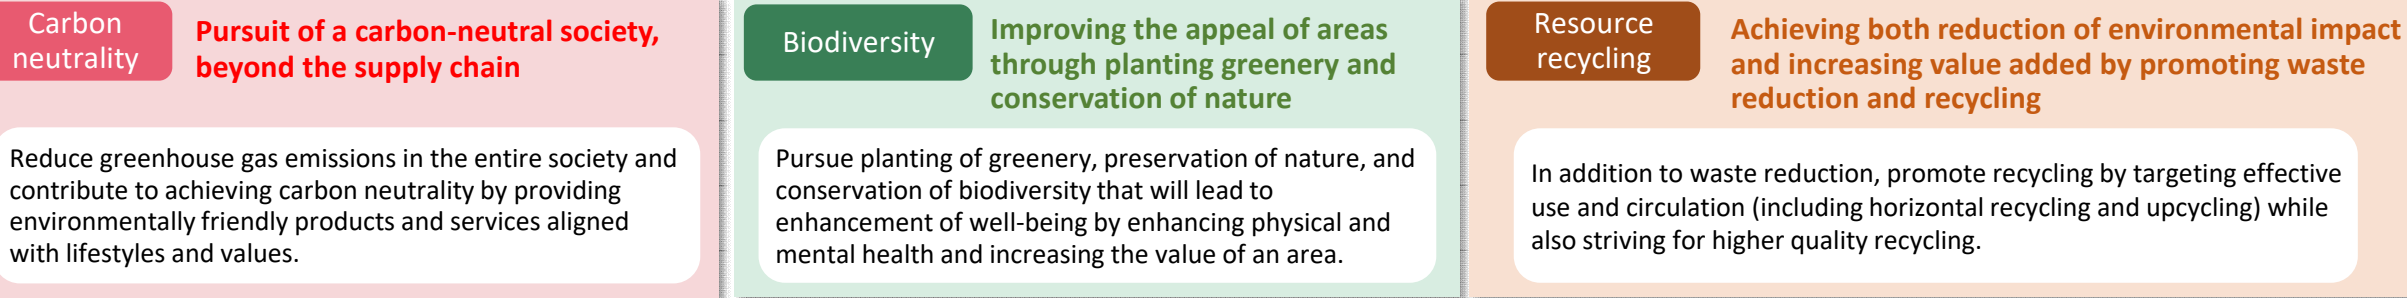 Carbon
neutrality
Pursuit of a carbon-neutral society,
beyond the supply chain
Reduce greenhouse gas emissions in the entire society and
contribute to achieving carbon neutrality by providing
environmentally friendly products and services aligned
with lifestyles and values.
Biodiversity
Improving the appeal of areas
through planting greenery and
conservation of nature
Pursue planting of greenery, preservation of nature, and
conservation of biodiversity that will lead to
enhancement of well-being by enhancing physical and
mental health and increasing the value of an area.
Resource
recycling
Achieving both reduction of environmental impact
and increasing value added by promoting waste
reduction and recycling
In addition to waste reduction, promote recycling by targeting effective
use and circulation (including horizontal recycling and upcycling) while
also striving for higher quality recycling.